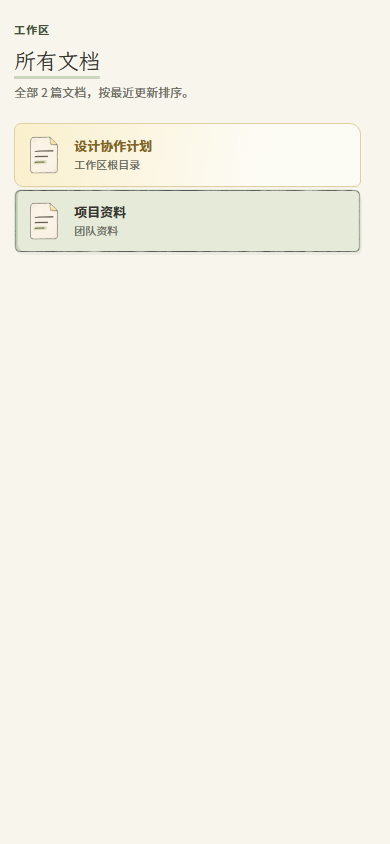 工作区
所有文档
全部 2 篇文档，按最近更新排序。
设计协作计划
工作区根目录
项目资料
团队资料